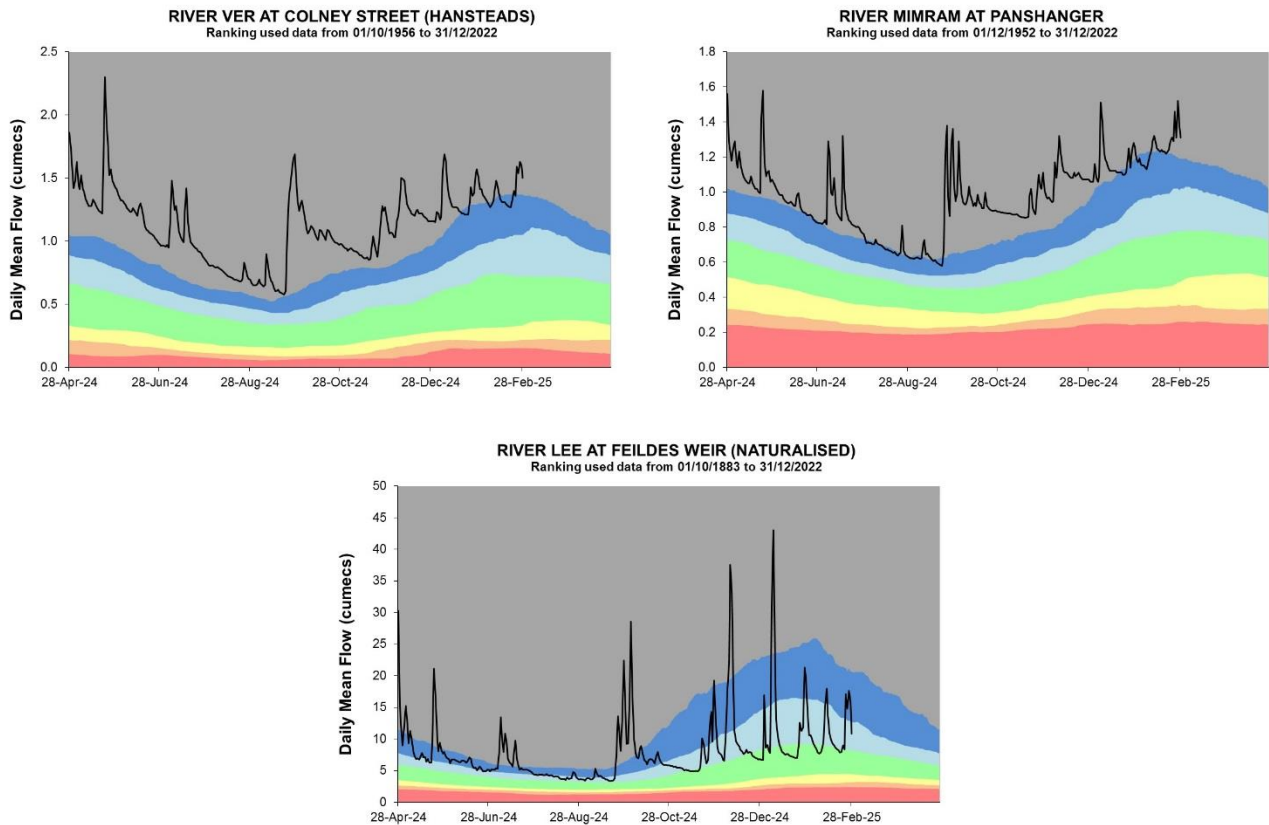 RIVER VER AT COLNEY STREET (HANSTEADS)
Ranking used data from 01/10/1956 to 31/12/2022
Daily Mean Flow (cumecs)
2.5
2.0
1.5
1.0
0.5
0.0
28-Apr-24 28-Jun-24 28-Aug-24 28-Oct-24 28-Dec-24 28-Feb-25
RIVER MIMRAM AT PANSHANGER
Ranking used data from 01/12/1952 to 31/12/2022
Daily Mean Flow (cumecs)
1.8
1.6
1.4
1.2
1.0
0.8
0.6
0.4
0.2
0.0
28-Apr-24 28-Jun-24 28-Aug-24 28-Oct-24 28-Dec-24 28-Feb-25
RIVER LEE AT FEILDES WEIR (NATURALISED)
Ranking used data from 01/10/1883 to 31/12/2022
Daily Mean Flow (cumecs)
50
45
40
35
30
25
20
15
10
5
0
28-Apr-24 28-Jun-24 28-Aug-24 28-Oct-24 28-Dec-24 28-Feb-25